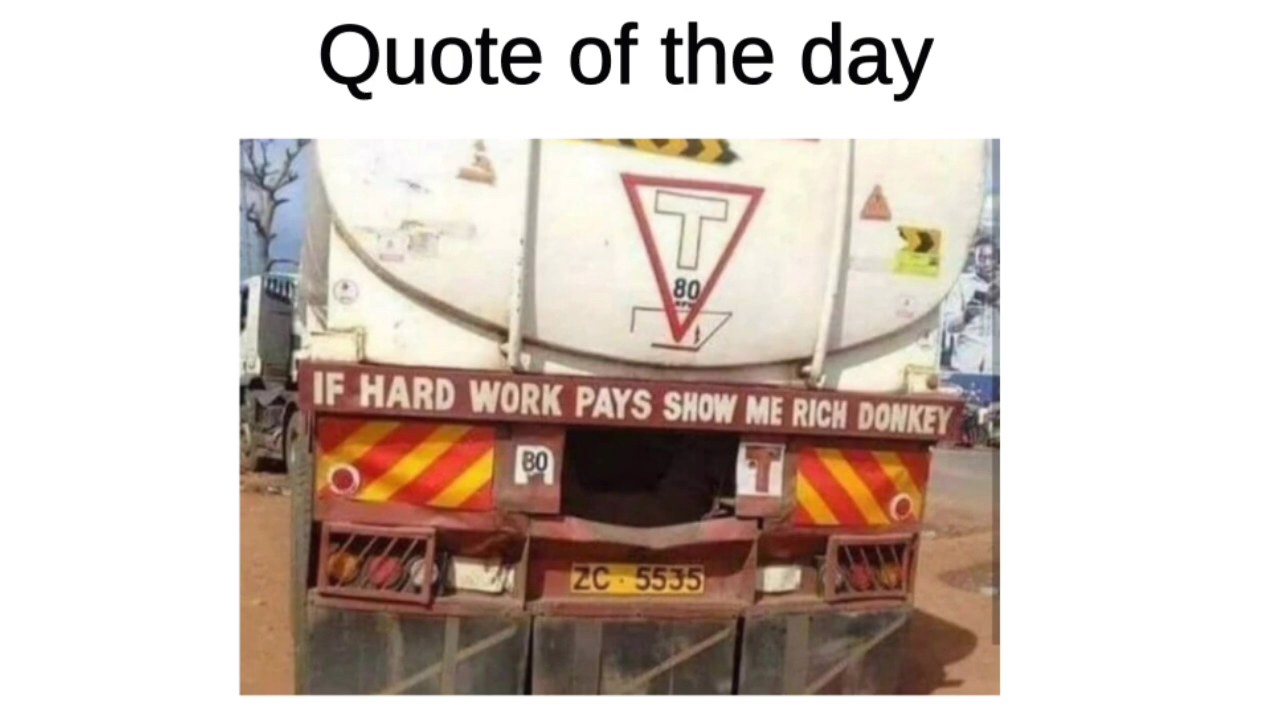 Quote of the day
T
80
IF HARD WORK PAYS SHOW ME RICH DONKEY
80
T
ZC · 5535